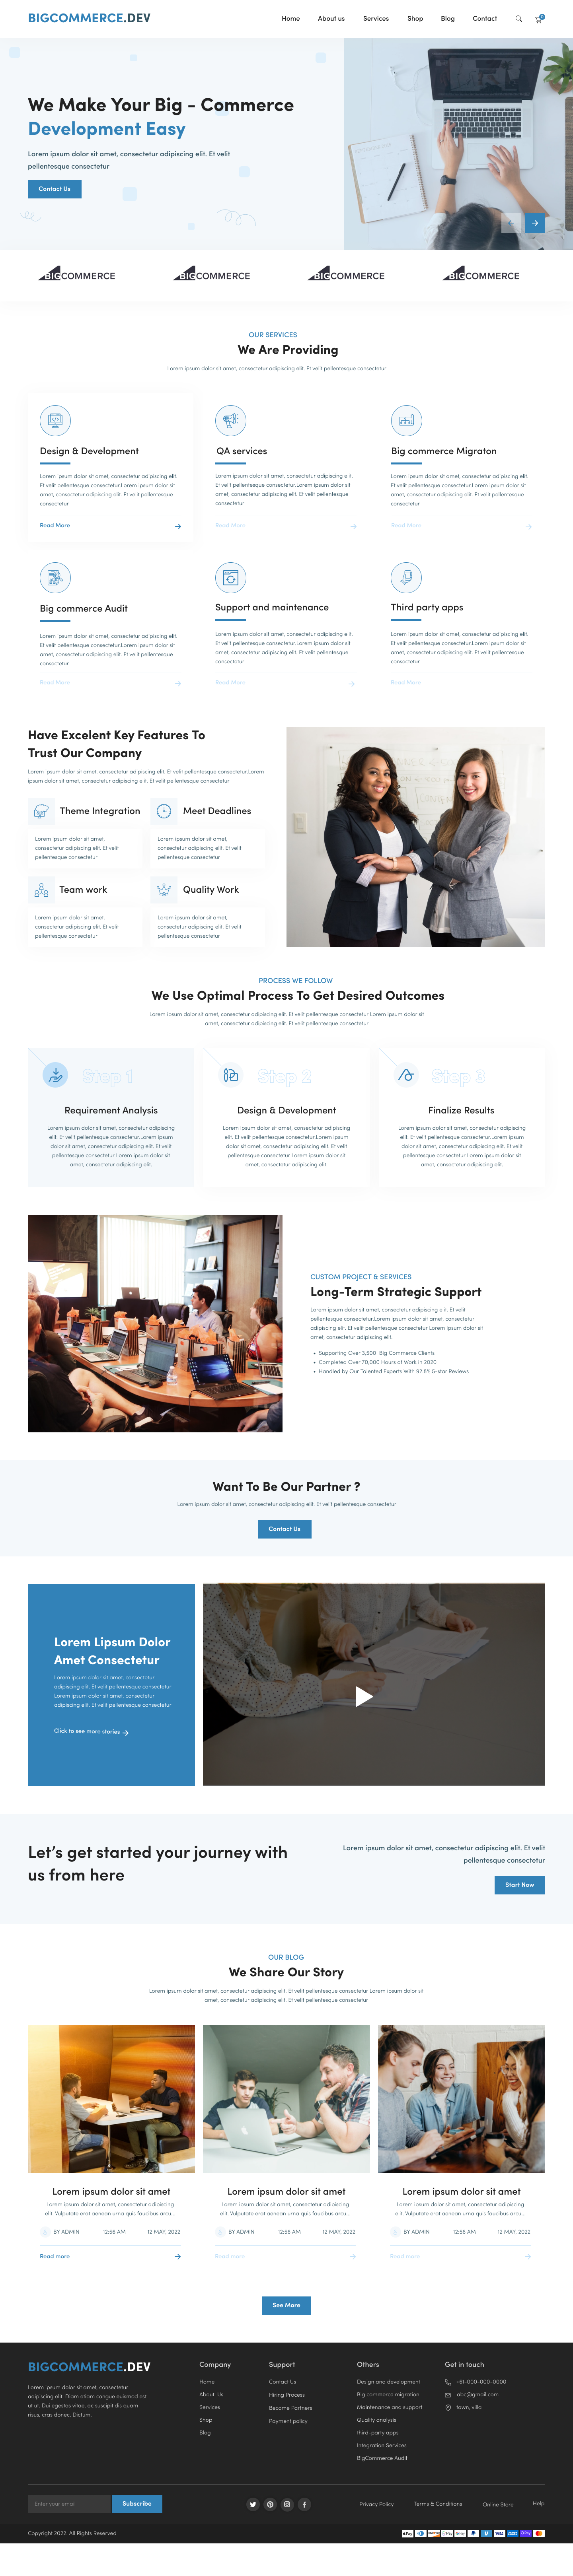 BIGCOMMERCE.DEV
Home About us Services Shop Blog Contact
0
We Make Your Big - Commerce
Development Easy
Lorem ipsum dolor sit amet, consectetur adipiscing elit. Et velit
pellentesque consectetur
Contact Us
BIGCOMMERCE BIGCOMMERCE BIGCOMMERCE BIGCOMMERCE
OUR SERVICES
We Are Providing
Lorem ipsum dolor sit amet, consectetur adipiscing elit. Et velit pellentesque consectetur
Design & Development
Lorem ipsum dolor sit amet, consectetur adipiscing elit.
Et velit pellentesque consectetur.Lorem ipsum dolor sit
amet, consectetur adipiscing elit. Et velit pellentesque
consectetur
Read More
QA services
Lorem ipsum dolor sit amet, consectetur adipiscing elit.
Et velit pellentesque consectetur.Lorem ipsum dolor sit
amet, consectetur adipiscing elit. Et velit pellentesque
consectetur
Read More
Big commerce Migraton
Lorem ipsum dolor sit amet, consectetur adipiscing elit.
Et velit pellentesque consectetur.Lorem ipsum dolor sit
amet, consectetur adipiscing elit. Et velit pellentesque
consectetur
Read More
Big commerce Audit
Lorem ipsum dolor sit amet, consectetur adipiscing elit.
Et velit pellentesque consectetur.Lorem ipsum dolor sit
amet, consectetur adipiscing elit. Et velit pellentesque
consectetur
Read More
Support and maintenance
Lorem ipsum dolor sit amet, consectetur adipiscing elit.
Et velit pellentesque consectetur.Lorem ipsum dolor sit
amet, consectetur adipiscing elit. Et velit pellentesque
consectetur
Read More
Third party apps
Lorem ipsum dolor sit amet, consectetur adipiscing elit.
Et velit pellentesque consectetur.Lorem ipsum dolor sit
amet, consectetur adipiscing elit. Et velit pellentesque
consectetur
Read More
Have Excelent Key Features To
Trust Our Company
Lorem ipsum dolor sit amet, consectetur adipiscing elit. Et velit pellentesque consectetur.Lorem
ipsum dolor sit amet, consectetur adipiscing elit. Et velit pellentesque consectetur
Theme Integration
Lorem ipsum dolor sit amet,
consectetur adipiscing elit. Et velit
pellentesque consectetur
Meet Deadlines
Lorem ipsum dolor sit amet,
consectetur adipiscing elit. Et velit
pellentesque consectetur
Team work
Lorem ipsum dolor sit amet,
consectetur adipiscing elit. Et velit
pellentesque consectetur
Quality Work
Lorem ipsum dolor sit amet,
consectetur adipiscing elit. Et velit
pellentesque consectetur
PROCESS WE FOLLOW
We Use Optimal Process To Get Desired Outcomes
Lorem ipsum dolor sit amet, consectetur adipiscing elit. Et velit pellentesque consectetur Lorem ipsum dolor sit
amet, consectetur adipiscing elit. Et velit pellentesque consectetur
Step 1
Requirement Analysis
Lorem ipsum dolor sit amet, consectetur adipiscing
elit. Et velit pellentesque consectetur.Lorem ipsum
dolor sit amet, consectetur adipiscing elit. Et velit
pellentesque consectetur Lorem ipsum dolor sit
amet, consectetur adipiscing elit.
Step 2
Design & Development
Lorem ipsum dolor sit amet, consectetur adipiscing
elit. Et velit pellentesque consectetur.Lorem ipsum
dolor sit amet, consectetur adipiscing elit. Et velit
pellentesque consectetur Lorem ipsum dolor sit
amet, consectetur adipiscing elit.
Step 3
Finalize Results
Lorem ipsum dolor sit amet, consectetur adipiscing
elit. Et velit pellentesque consectetur.Lorem ipsum
dolor sit amet, consectetur adipiscing elit. Et velit
pellentesque consectetur Lorem ipsum dolor sit
amet, consectetur adipiscing elit.
CUSTOM PROJECT & SERVICES
Long-Term Strategic Support
Lorem ipsum dolor sit amet, consectetur adipiscing elit. Et velit
pellentesque consectetur.Lorem ipsum dolor sit amet, consectetur
adipiscing elit. Et velit pellentesque consectetur Lorem ipsum dolor sit
amet, consectetur adipiscing elit.
• Supporting Over 3,500 Big Commerce Clients
• Completed Over 70,000 Hours of Work in 2020
• Handled by Our Talented Experts With 92.8% 5-star Reviews
Want To Be Our Partner ?
Lorem ipsum dolor sit amet, consectetur adipiscing elit. Et velit pellentesque consectetur
Contact Us
Lorem Lipsum Dolor
Amet Consectetur
Lorem ipsum dolor sit amet, consectetur
adipiscing elit. Et velit pellentesque consectetur
Lorem ipsum dolor sit amet, consectetur
adipiscing elit. Et velit pellentesque consectetur
Click to see more stories
Let's get started your journey with
us from here
Lorem ipsum dolor sit amet, consectetur adipiscing elit. Et velit
pellentesque consectetur
Start Now
OUR BLOG
We Share Our Story
Lorem ipsum dolor sit amet, consectetur adipiscing elit. Et velit pellentesque consectetur Lorem ipsum dolor sit
amet, consectetur adipiscing elit. Et velit pellentesque consectetur
Lorem ipsum dolor sit amet
Lorem ipsum dolor sit amet, consectetur adipiscing
elit. Vulputate erat aenean urna quis faucibus arcu...
BY ADMIN 12:56 AM 12 MAY, 2022
Read more
Lorem ipsum dolor sit amet
Lorem ipsum dolor sit amet, consectetur adipiscing
elit. Vulputate erat aenean urna quis faucibus arcu...
BY ADMIN 12:56 AM 12 MAY, 2022
Read more
Lorem ipsum dolor sit amet
Lorem ipsum dolor sit amet, consectetur adipiscing
elit. Vulputate erat aenean urna quis faucibus arcu...
BY ADMIN 12:56 AM 12 MAY, 2022
Read more
See More
BIGCOMMERCE.DEV
Lorem ipsum dolor sit amet, consectetur
adipiscing elit. Diam etiam congue euismod est
ut ut. Dui egestas vitae, ac suscipit dis quam
risus, cras donec. Dictum.
Company
Home
About Us
Services
Shop
Blog
Support
Contact Us
Hiring Process
Become Partners
Payment policy
Others
Design and development
Big commerce migration
Maintenance and support
Quality analysis
third-party apps
Integration Services
BigCommerce Audit
Get in touch
+61-000-000-0000
abc@gmail.com
town, villa
Enter your email
Subscribe
Privacy Policy Terms & Conditions Online Store Help
Copyright 2022. All Rights Reserved